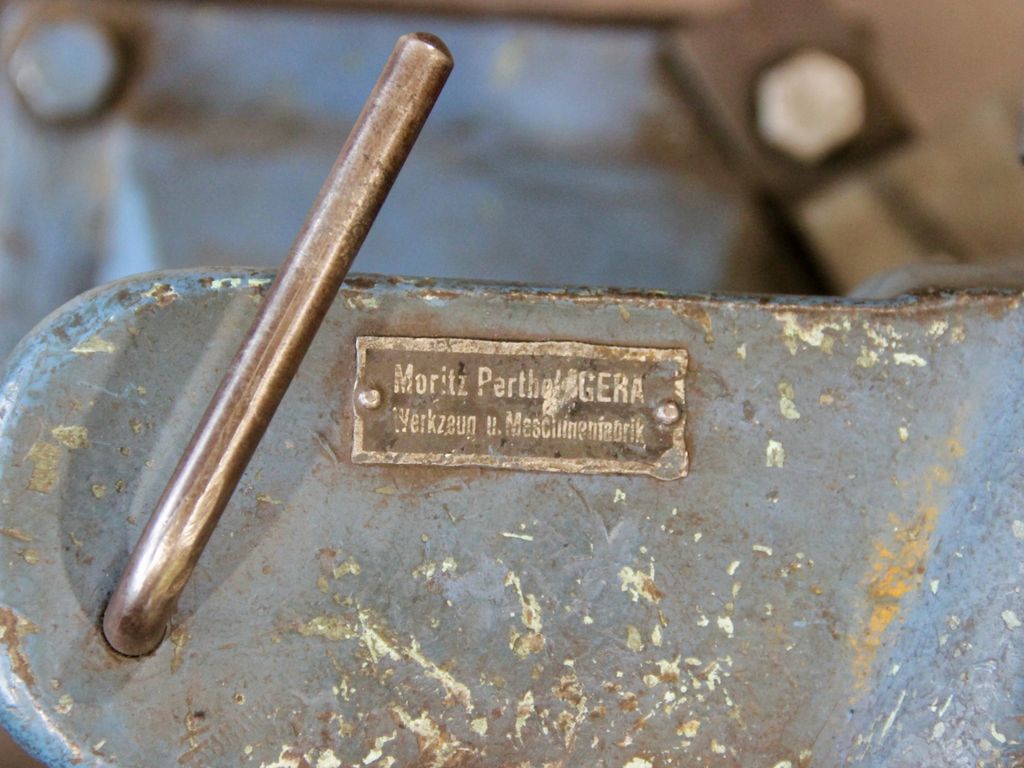 Moritz Perthel GERA
Werkzeug u. Maschinenfabrik